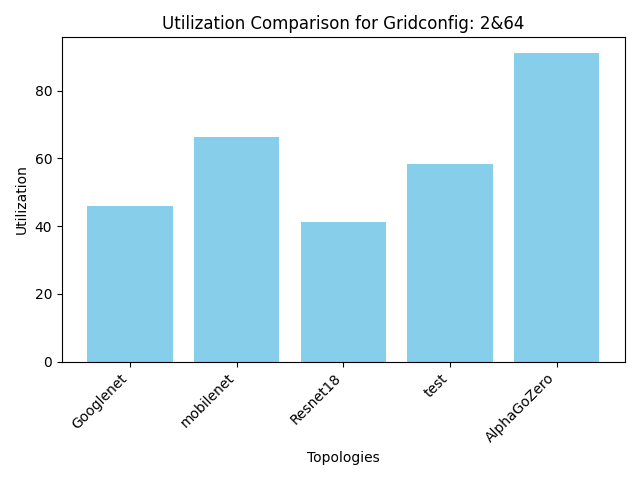 Utilization Comparison for Gridconfig: 2&64
Utilization
80
60
40
20
0
Googlenet
mobilenet
Resnet18
test
AlphaGoZero
Topologies